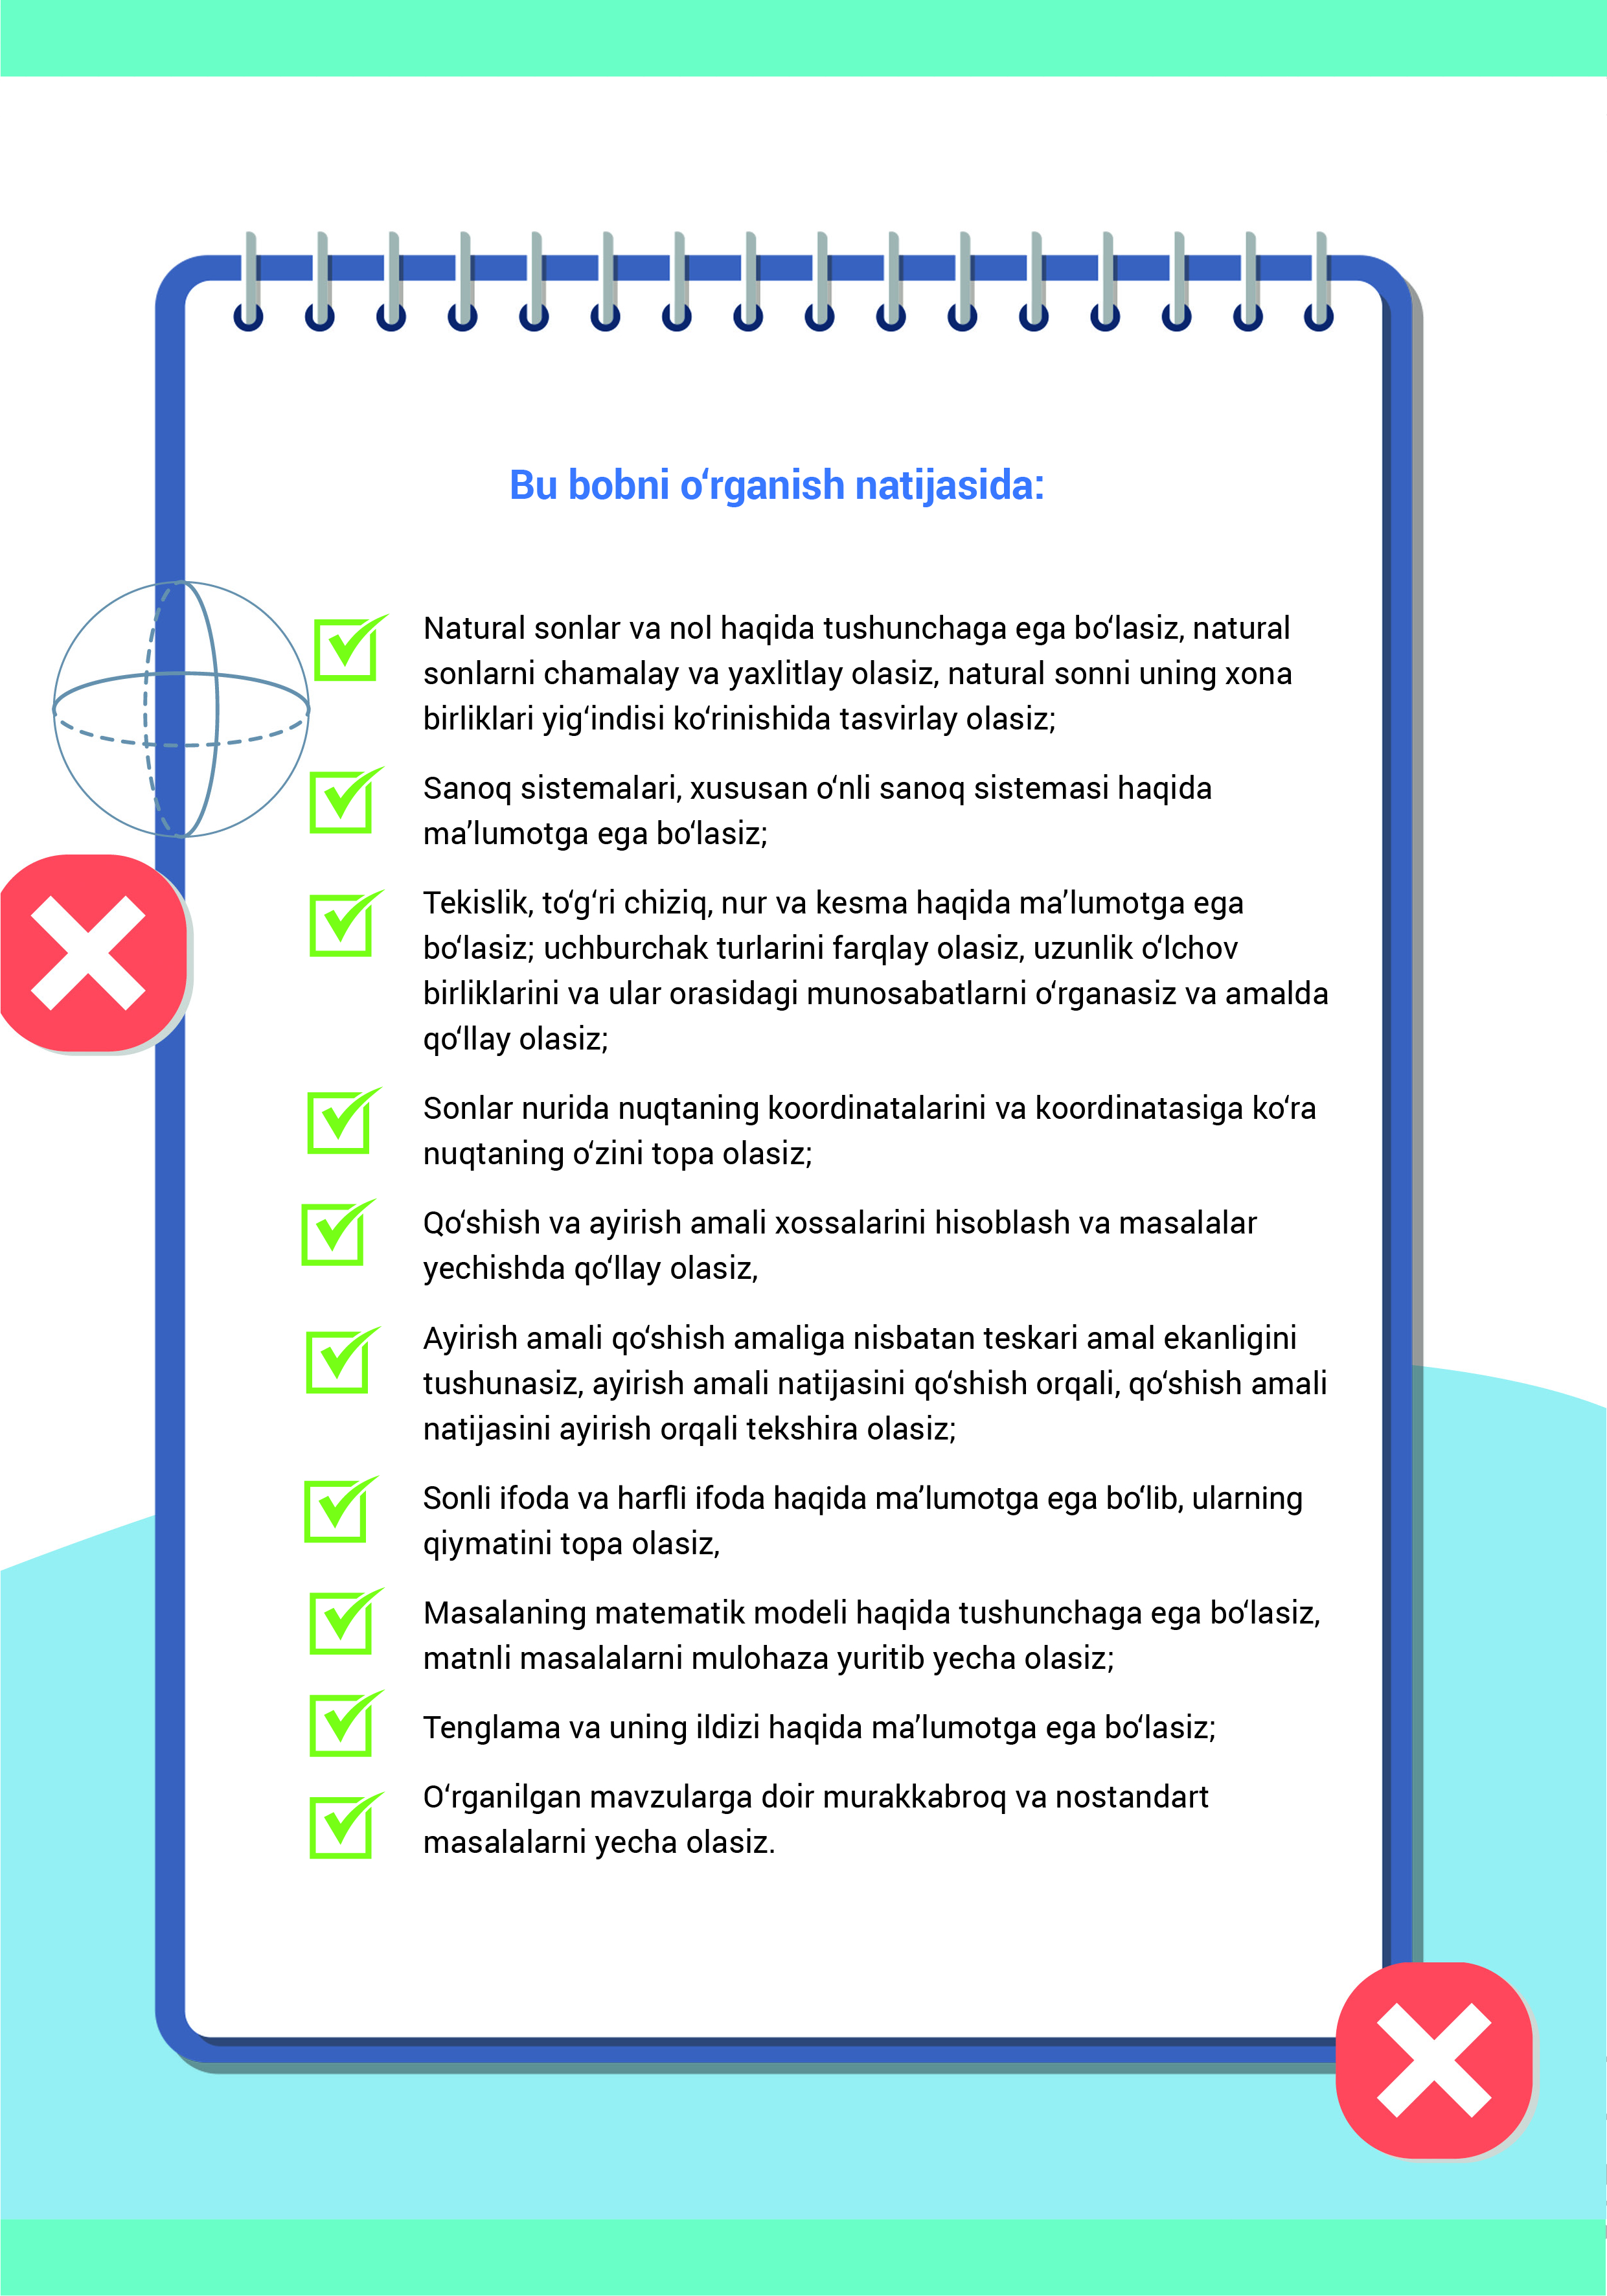 Bu bobni o‘rganish natijasida:
Natural sonlar va nol haqida tushunchaga ega bo‘lasiz, natural
sonlarni chamalay va yaxlitlay olasiz, natural sonni uning xona
birliklari yig‘indisi ko‘rinishida tasvirlay olasiz;
Sanoq sistemalari, xususan o‘nli sanoq sistemasi haqida
ma’lumotga ega bo‘lasiz;
Tekislik, to‘g‘ri chiziq, nur va kesma haqida ma’lumotga ega
bo‘lasiz; uchburchak turlarini farqlay olasiz, uzunlik o‘lchov
birliklarini va ular orasidagi munosabatlarni o‘rganasiz va amalda
qo‘llay olasiz;
Sonlar nurida nuqtaning koordinatalarini va koordinatasiga ko‘ra
nuqtaning o‘zini topa olasiz;
Qo‘shish va ayirish amali xossalarini hisoblash va masalalar
yechishda qo‘llay olasiz,
Ayirish amali qo‘shish amaliga nisbatan teskari amal ekanligini
tushunasiz, ayirish amali natijasini qo‘shish orqali, qo‘shish amali
natijasini ayirish orqali tekshira olasiz;
Sonli ifoda va harfli ifoda haqida ma’lumotga ega bo‘lib, ularning
qiymatini topa olasiz,
Masalaning matematik modeli haqida tushunchaga ega bo‘lasiz,
matnli masalalarni mulohaza yuritib yecha olasiz;
Tenglama va uning ildizi haqida ma’lumotga ega bo‘lasiz;
O‘rganilgan mavzularga doir murakkabroq va nostandart
masalalarni yecha olasiz.